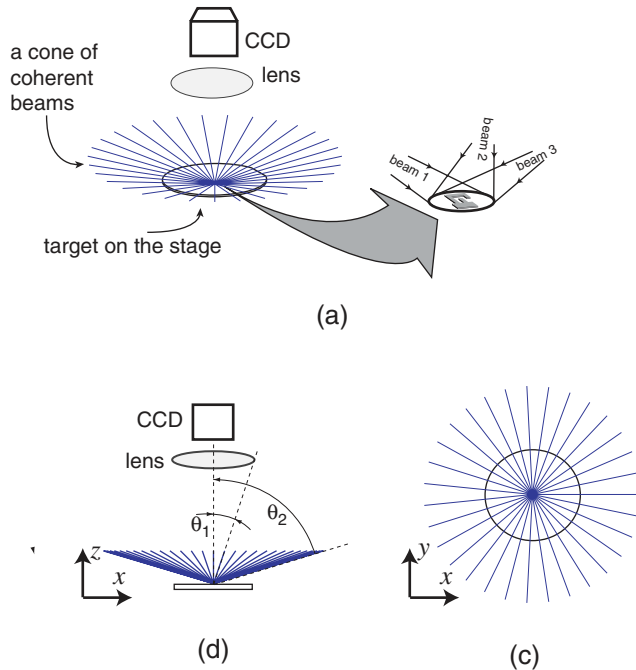 CCD
a cone of
coherent
beams
lens
beam 1
beam 2
beam 3
E
target on the stage
(a)
CCD
lens
θ1
θ2
z
x
y
x
(d)
(c)